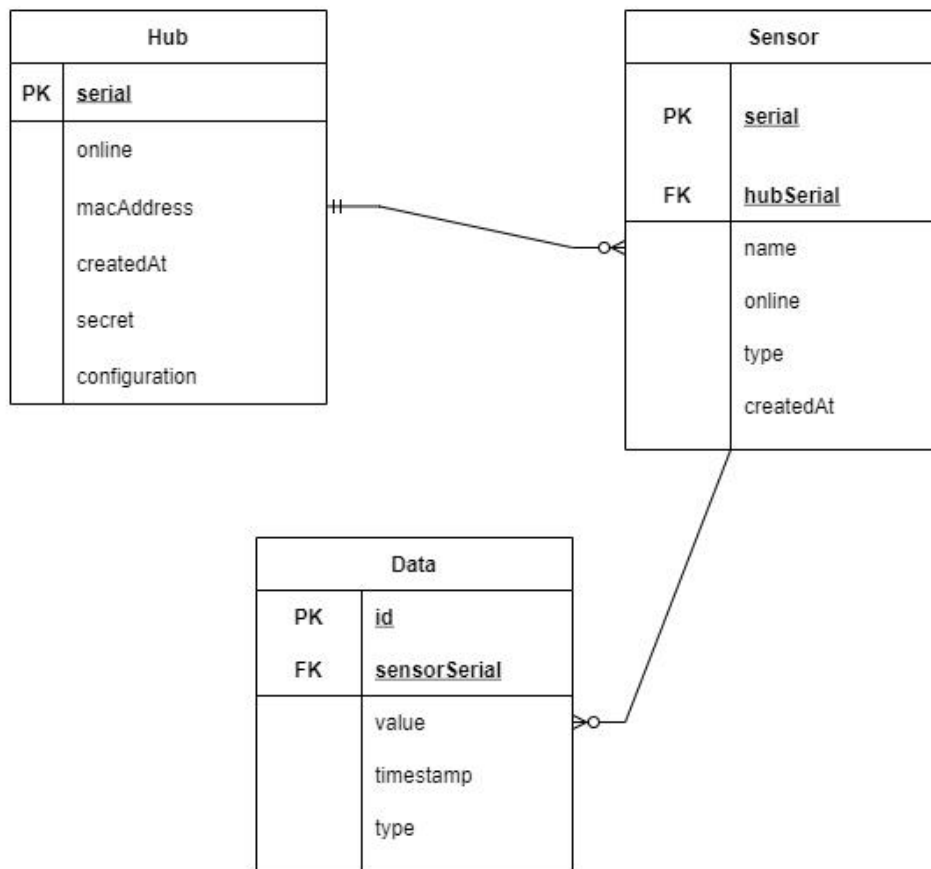 Hub
PK serial
online
macAddress
createdAt
secret
configuration
Sensor
PK serial
FK hubSerial
name
online
type
createdAt
Data
PK id
FK sensorSerial
value
timestamp
type